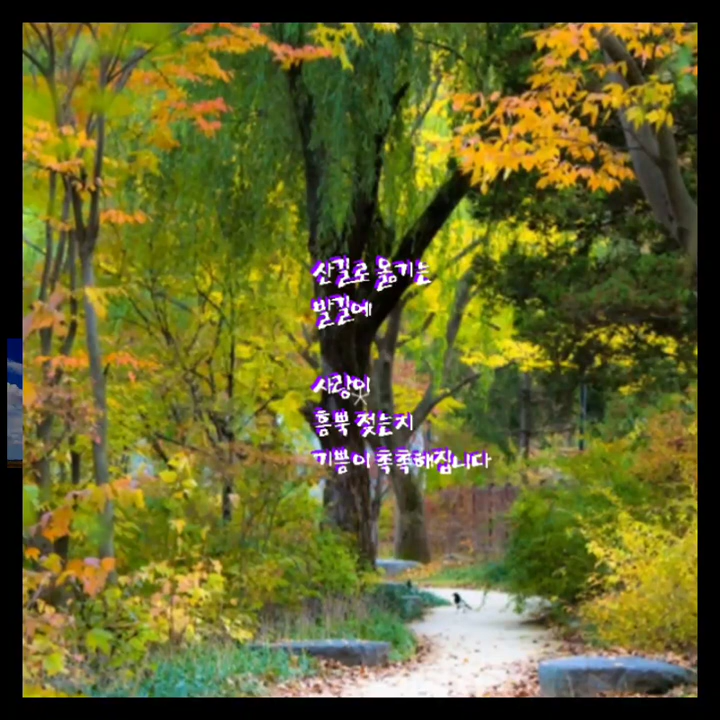 산길로 옮기는
발길에
사랑이
흠뻑 젖는지
기쁨이 촉촉해집니다